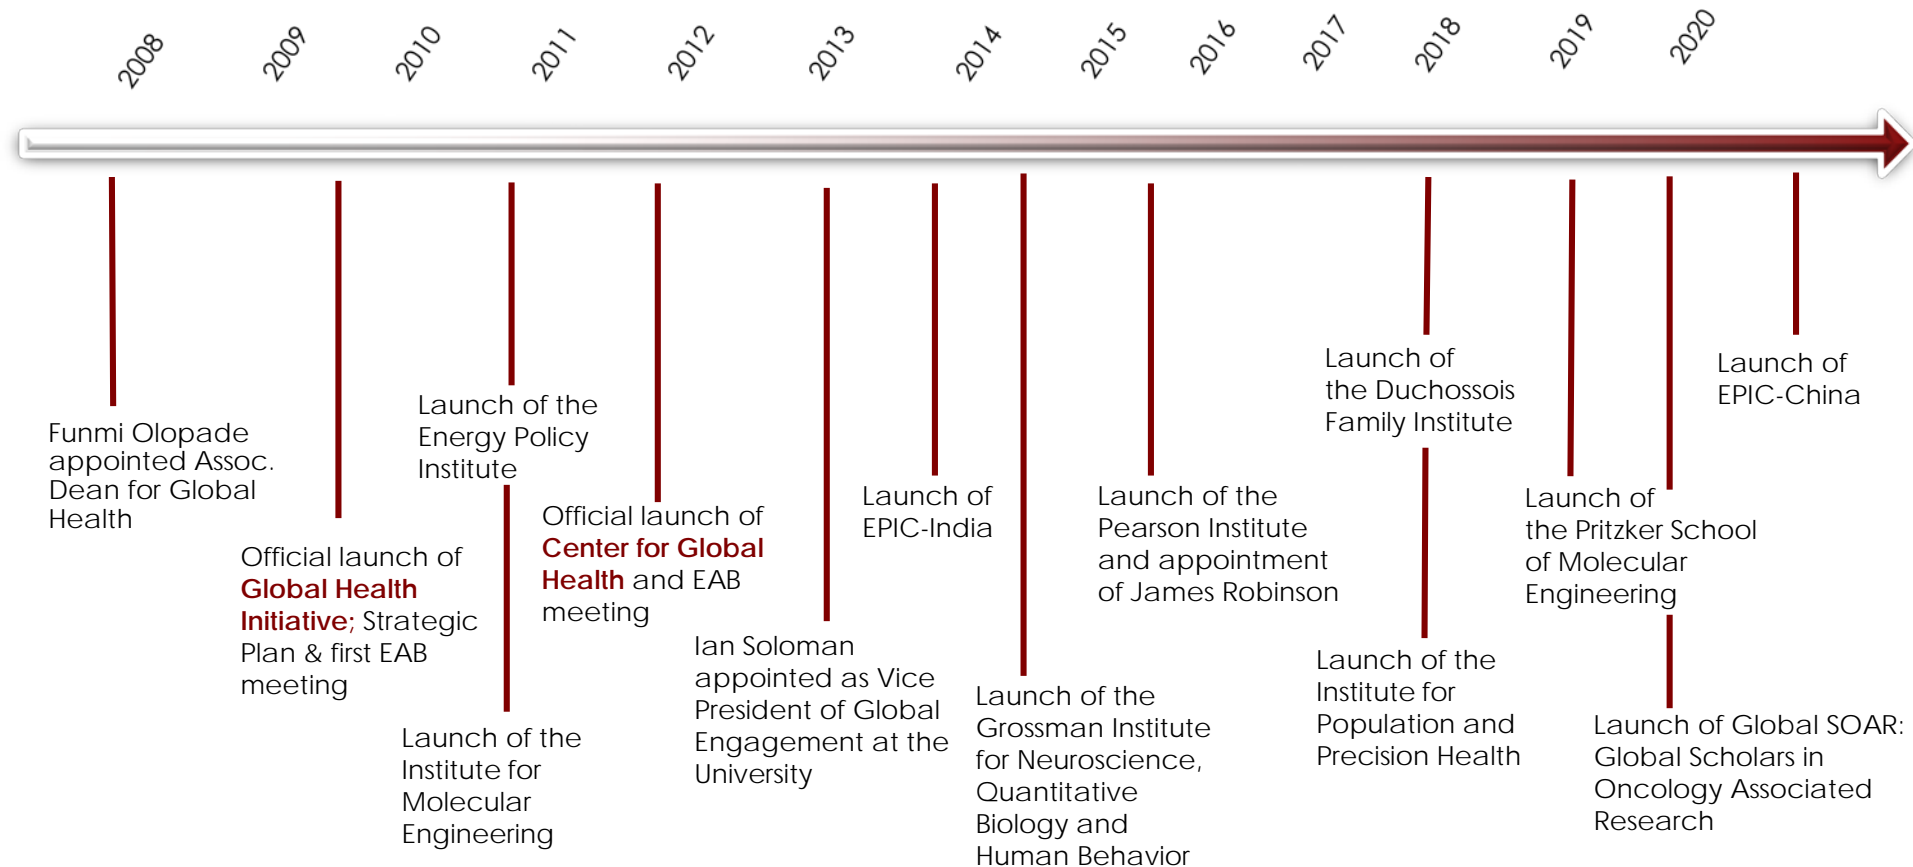 2008
2009
2010
2011
2012
2013
2014
2015
2016
2017
2018
2019
2020
Funmi Olopade
appointed Assoc.
Dean for Global
Health
Official launch of
Global Health
Initiative; Strategic
Plan & first EAB
meeting
Launch of the
Energy Policy
Institute
Launch of the
Institute for
Molecular
Engineering
Official launch of
Center for Global
Health and EAB
meeting
Ian Soloman
appointed as Vice
President of Global
Engagement at the
University
Launch of
EPIC-India
Launch of the
Grossman Institute
for Neuroscience,
Quantitative
Biology and
Human Behavior
Launch of the
Pearson Institute
and appointment
of James Robinson
Launch of
the Duchossois
Family Institute
Launch of the
Institute for
Population and
Precision Health
Launch of
the Pritzker School
of Molecular
Engineering
Launch of Global SOAR:
Global Scholars in
Oncology Associated
Research
Launch of
EPIC-China